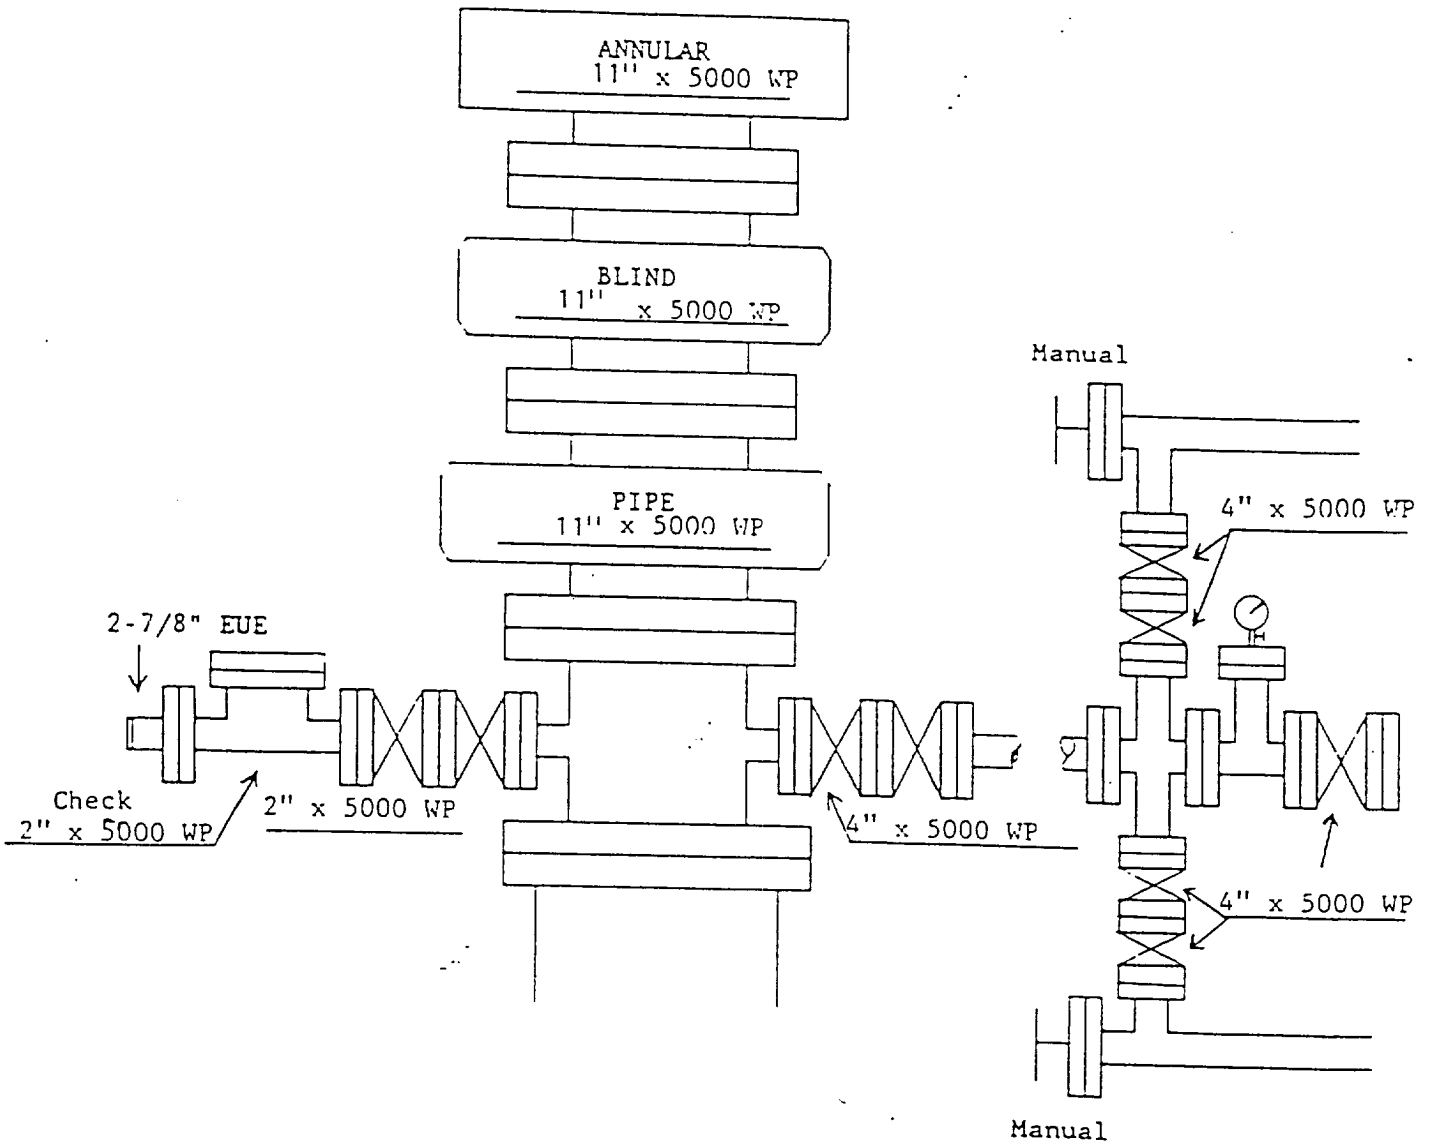 ANNULAR
11" x 5000 WP
BLIND
11" x 5000 WP
Manual
PIPE
11" x 5000 WP
4" x 5000 WP
2-7/8" EUE
Check
2" x 5000 WP
2" x 5000 WP
4" x 5000 WP
4" x 5000 WP
Manual